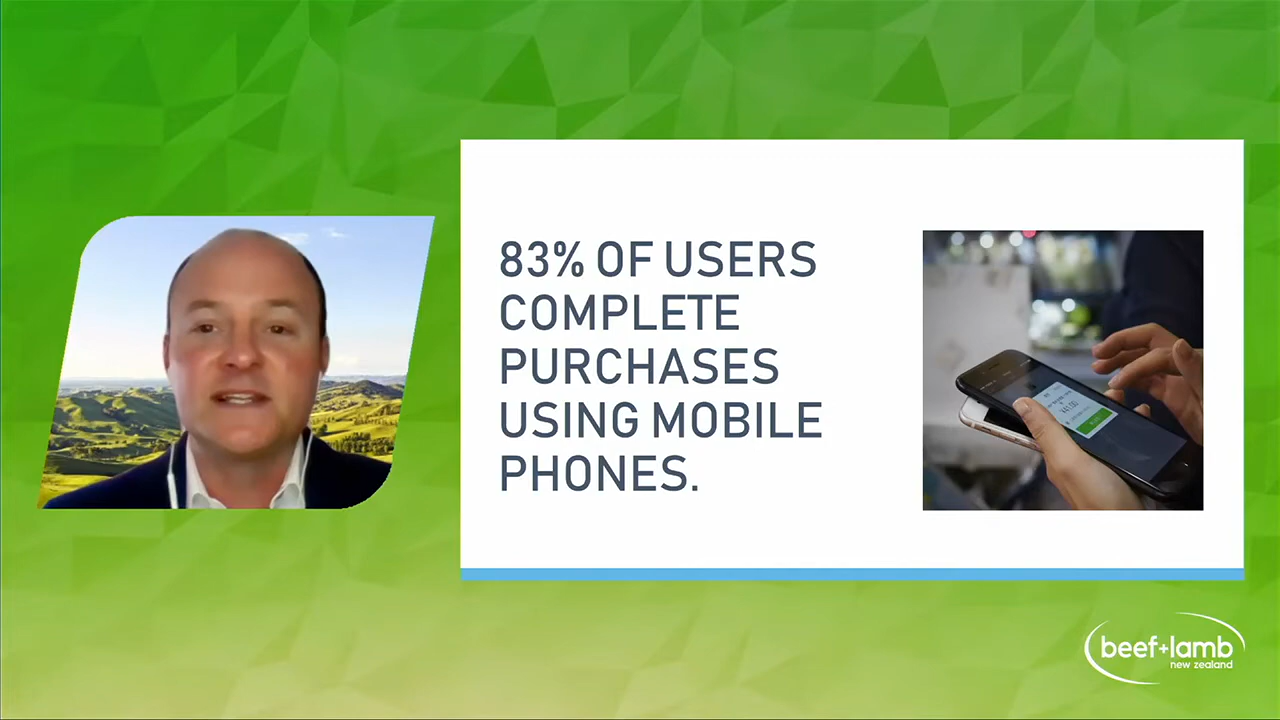 83% OF USERS
COMPLETE
PURCHASES
USING MOBILE
PHONES.
beef+lamb
new zealand